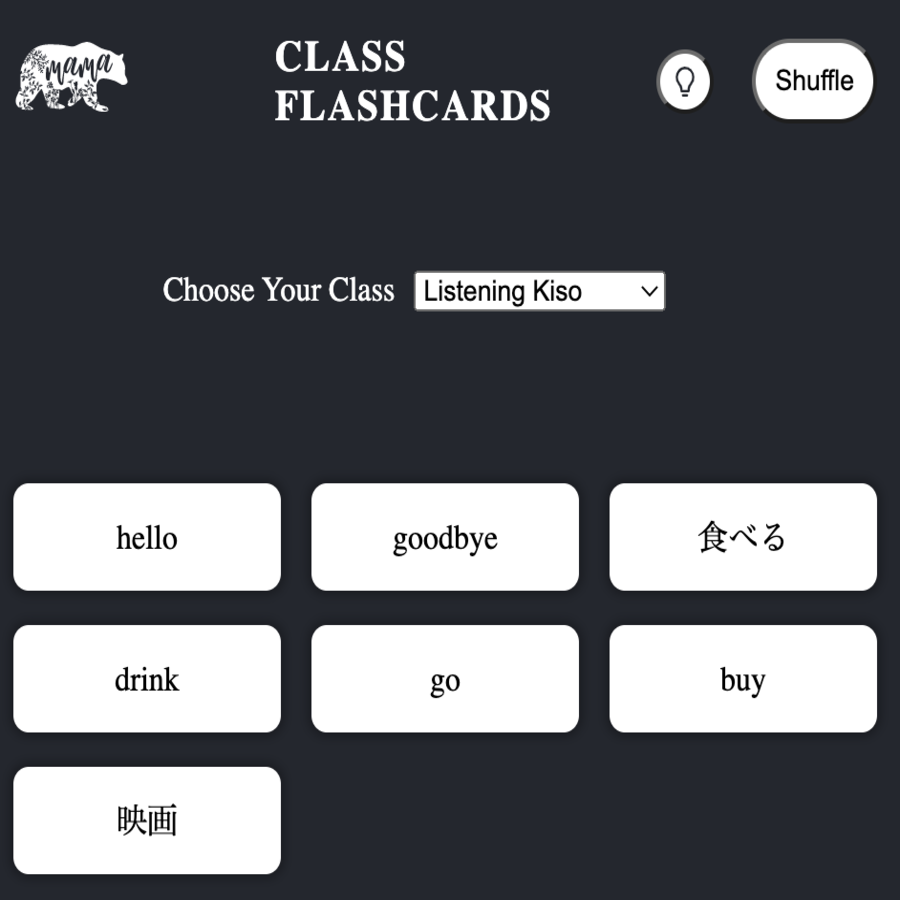 mama
CLASS
FLASHCARDS
Shuffle
Choose Your Class
Listening Kiso
hello
goodbye
食べる
drink
go
buy
映画